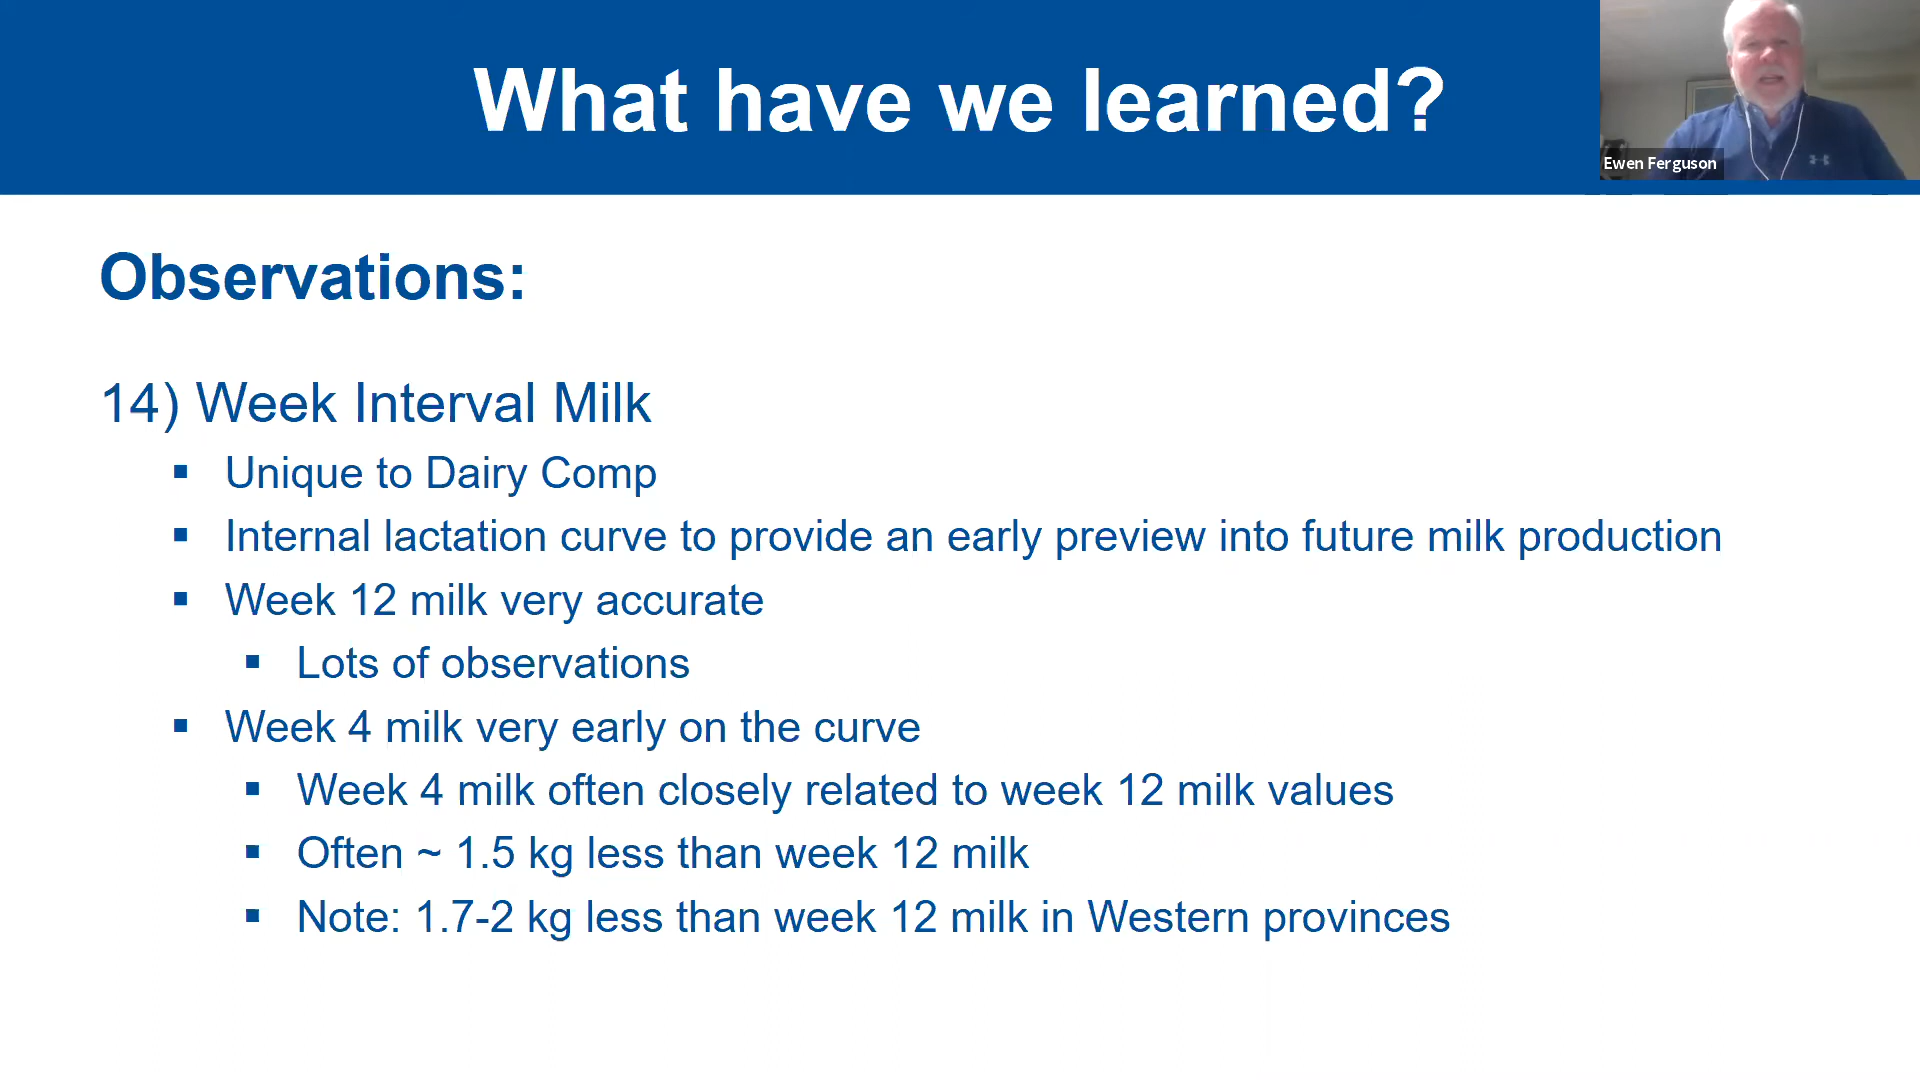 What have we learned?
Ewen Ferguson
Observations:
14) Week Interval Milk
▪ Unique to Dairy Comp
▪ Internal lactation curve to provide an early preview into future milk production
▪ Week 12 milk very accurate
▪ Lots of observations
▪ Week 4 milk very early on the curve
▪ Week 4 milk often closely related to week 12 milk values
▪ Often ~ 1.5 kg less than week 12 milk
▪ Note: 1.7-2 kg less than week 12 milk in Western provinces